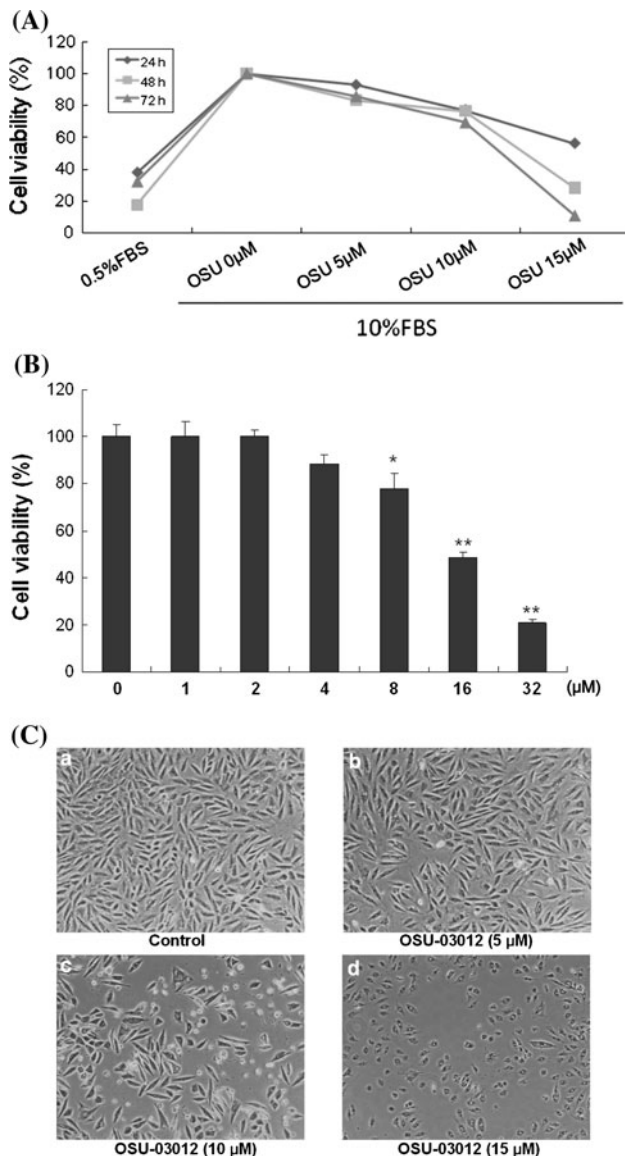 (A)
Cell viability (%)
120
100
80
60
40
20
0
24 h
48 h
72 h
0.5%FBS
OSU 0µM
OSU 5µM
OSU 10µM
OSU 15µM
10%FBS
(B)
Cell viability (%)
120
100
80
60
40
20
0
*
**
**
0 1 2 4 8 16 32 (µM)
(C)
a
b
Control
OSU-03012 (5 µM)
c
d
OSU-03012 (10 µM)
OSU-03012 (15 µM)